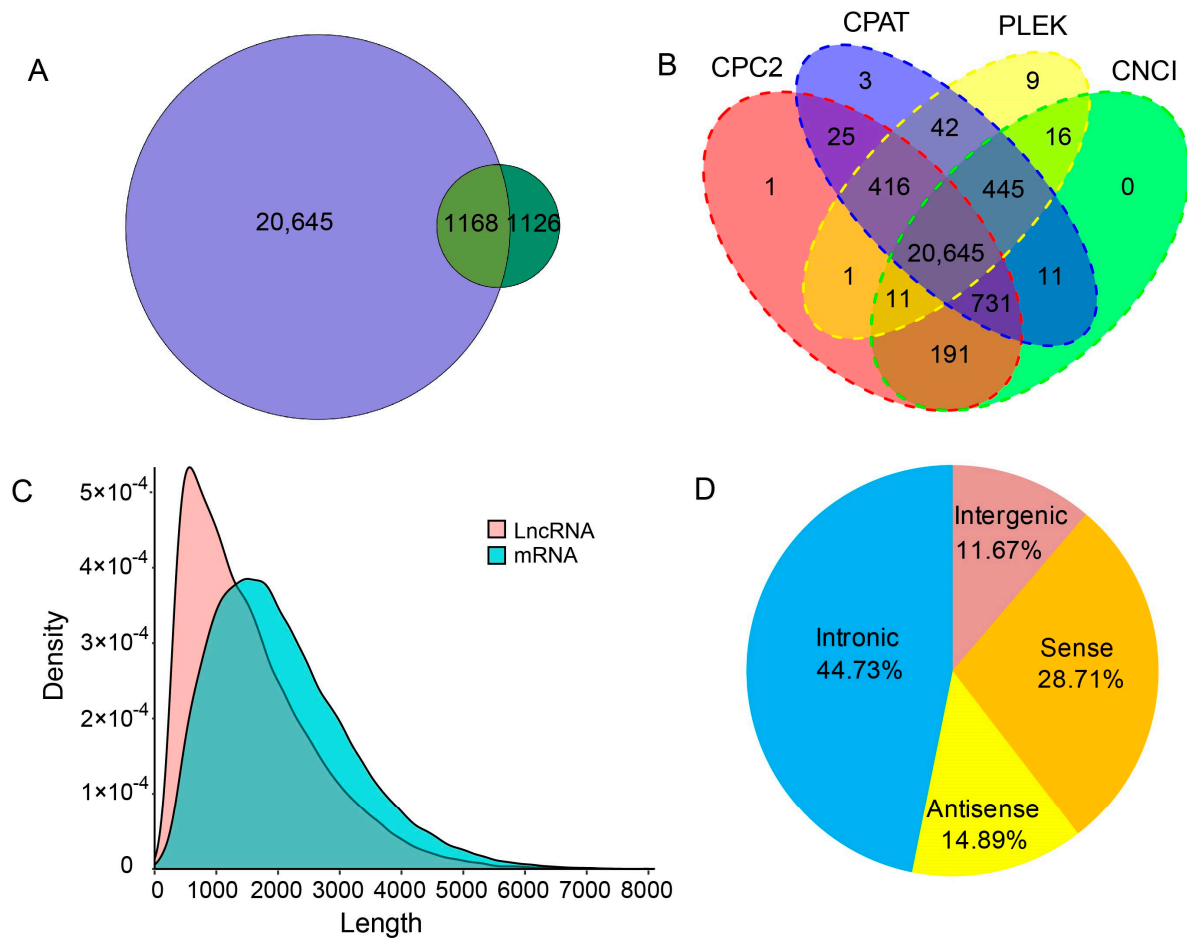 A
20,645
1168
1126
B
CPC2
CPAT
PLEK
CNCI
3
9
25
42
16
1
416
445
0
20,645
1
11
731
11
191
C
5×10⁻⁴
4×10⁻⁴
3×10⁻⁴
2×10⁻⁴
1×10⁻⁴
0
Density
LncRNA
mRNA
0 1000 2000 3000 4000 5000 6000 7000 8000
Length
D
Intergenic
11.67%
Sense
28.71%
Antisense
14.89%
Intronic
44.73%